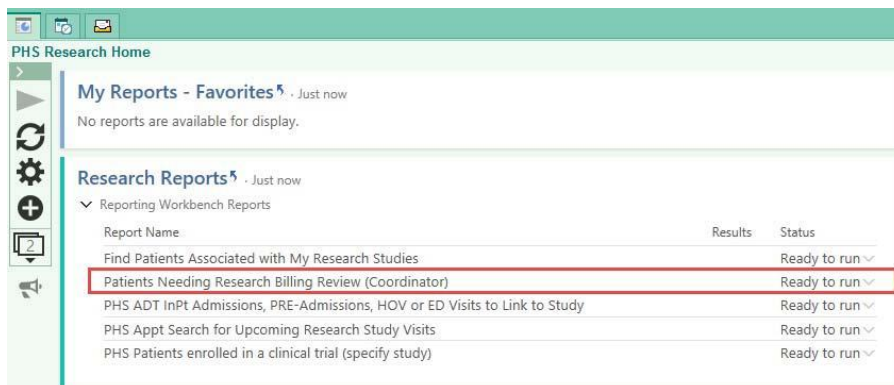 PHS Research Home
My Reports - Favorites · Just now
No reports are available for display.
Research Reports · Just now
Reporting Workbench Reports
Report Name Results Status
Find Patients Associated with My Research Studies Ready to run
Patients Needing Research Billing Review (Coordinator) Ready to run
PHS ADT InPt Admissions, PRE-Admissions, HOV or ED Visits to Link to Study Ready to run
PHS Appt Search for Upcoming Research Study Visits Ready to run
PHS Patients enrolled in a clinical trial (specify study) Ready to run
2